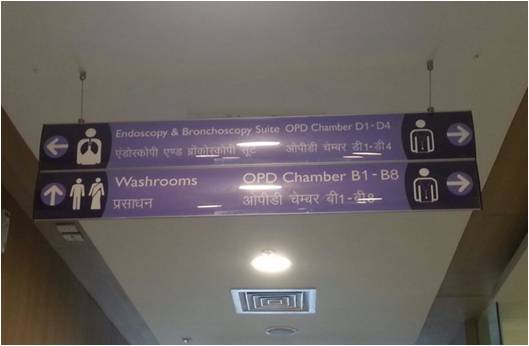 Endoscopy & Bronchoscopy Suite OPD Chamber D1-D4
एंडोस्कोपी एण्ड ब्रोंकोस्कोपी सूट ओपीडी चेम्बर डी1-डी4
Washrooms OPD Chamber B1 - B8
प्रसाधन ओपीडी चेम्बर बी1-बी8